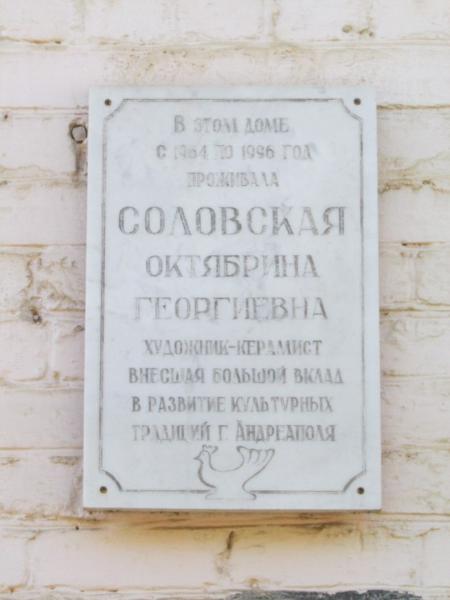 В ЭТОМ ДОМЕ
С 1964 ПО 1996 ГОД
ПРОЖИВАЛА
СОЛОВСКАЯ
ОКТЯБРИНА
ГЕОРГИЕВНА
ХУДОЖНИК-КЕРАМИСТ
ВНЕСШАЯ БОЛЬШОЙ ВКЛАД
В РАЗВИТИЕ КУЛЬТУРНЫХ
ТРАДИЦИЙ Г. АНДРЕАПОЛЯ